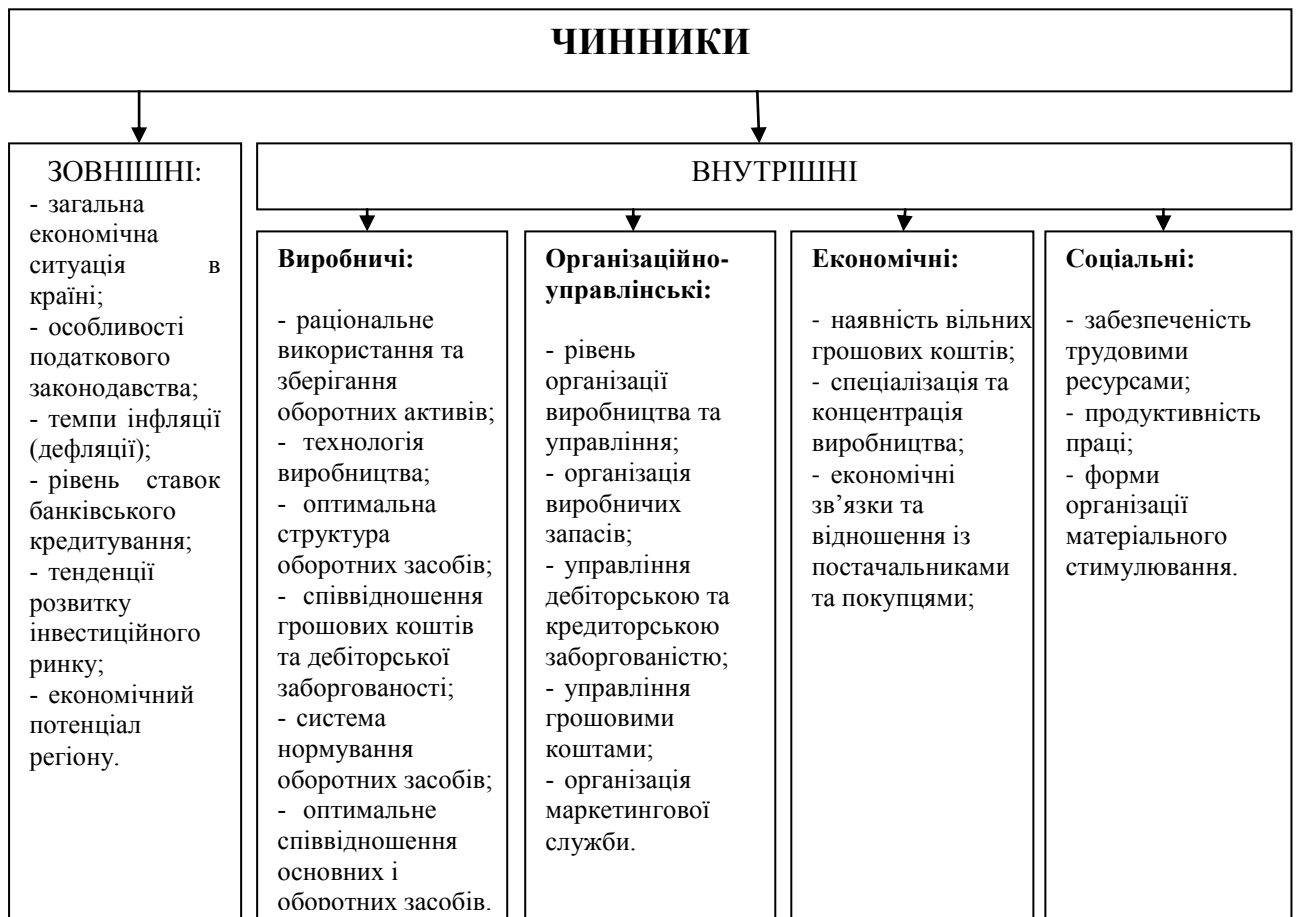 ЧИННИКИ
ЗОВНІШНІ:
- загальна
економічна
ситуація в
країні;
- особливості
податкового
законодавства;
- темпи інфляції
(дефляції);
- рівень ставок
банківського
кредитування;
- тенденції
розвитку
інвестиційного
ринку;
- економічний
потенціал
регіону.
ВНУТРІШНІ
Виробничі:
- раціональне
використання та
зберігання
оборотних активів;
- технологія
виробництва;
- оптимальна
структура
оборотних засобів;
- співвідношення
грошових коштів
та дебіторської
заборгованості;
- система
нормування
оборотних засобів;
- оптимальне
співвідношення
основних і
оборотних засобів.
Організаційно-
управлінські:
- рівень
організації
виробництва та
управління;
- організація
виробничих
запасів;
- управління
дебіторською та
кредиторською
заборгованістю;
- управління
грошовими
коштами;
- організація
маркетингової
служби.
Економічні:
- наявність вільних
грошових коштів;
- спеціалізація та
концентрація
виробництва;
- економічні
зв’язки та
відношення із
постачальниками
та покупцями;
Соціальні:
- забезпеченість
трудовими
ресурсами;
- продуктивність
праці;
- форми
організації
матеріального
стимулювання.